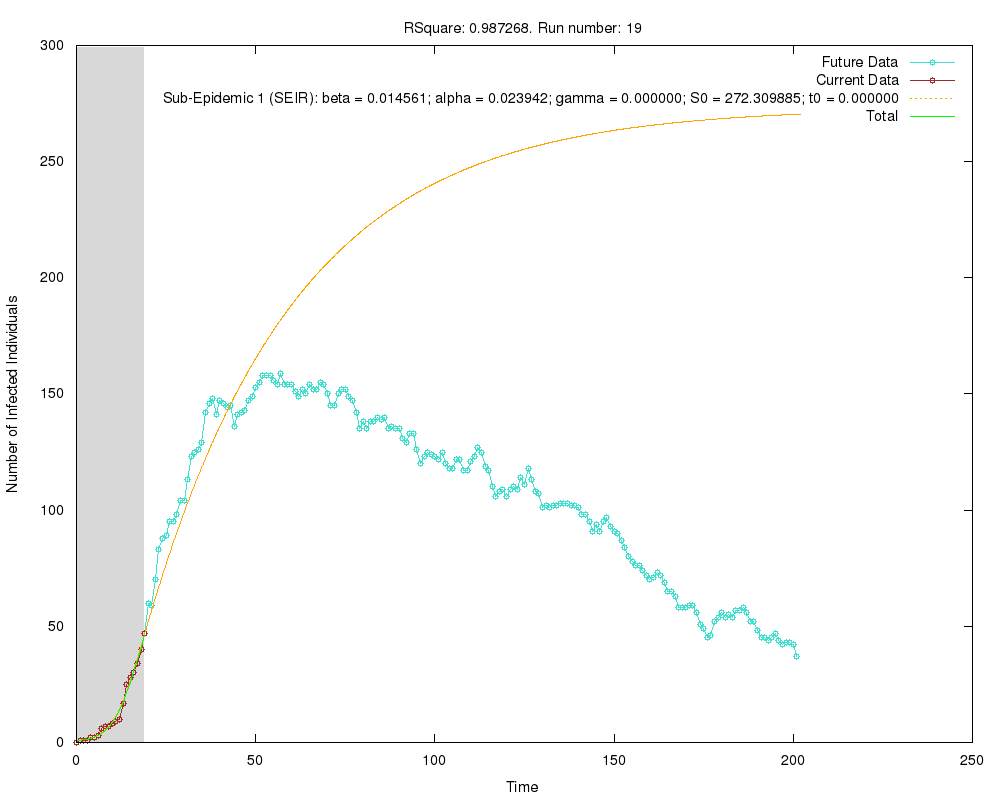 RSquare: 0.987268. Run number: 19
Future Data
Current Data
Sub-Epidemic 1 (SEIR): beta = 0.014561; alpha = 0.023942; gamma = 0.000000; S0 = 272.309885; t0 = 0.000000
Total
Number of Infected Individuals
300
250
200
150
100
50
0
0 50 100 150 200 250
Time